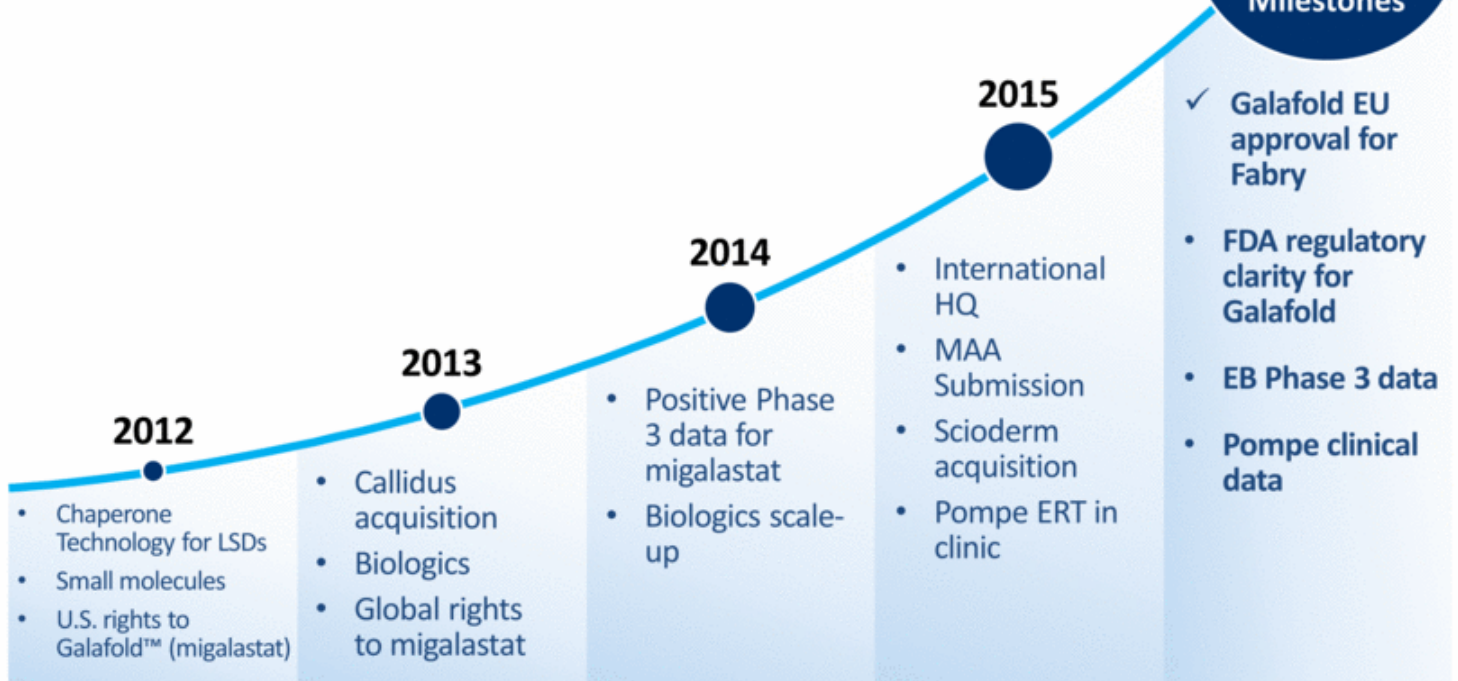 Milestones
2015
✓ Galafold EU
approval for
Fabry
2014
• FDA regulatory
clarity for
Galafold
• International
HQ
• MAA
Submission
2013
• EB Phase 3 data
• Positive Phase
3 data for
migalastat
2012
• Scioderm
acquisition
• Pompe clinical
data
• Callidus
acquisition
• Biologics scale-
up
• Pompe ERT in
clinic
• Chaperone
Technology for LSDs
• Biologics
• Small molecules
• Global rights
to migalastat
• U.S. rights to
Galafold™ (migalastat)